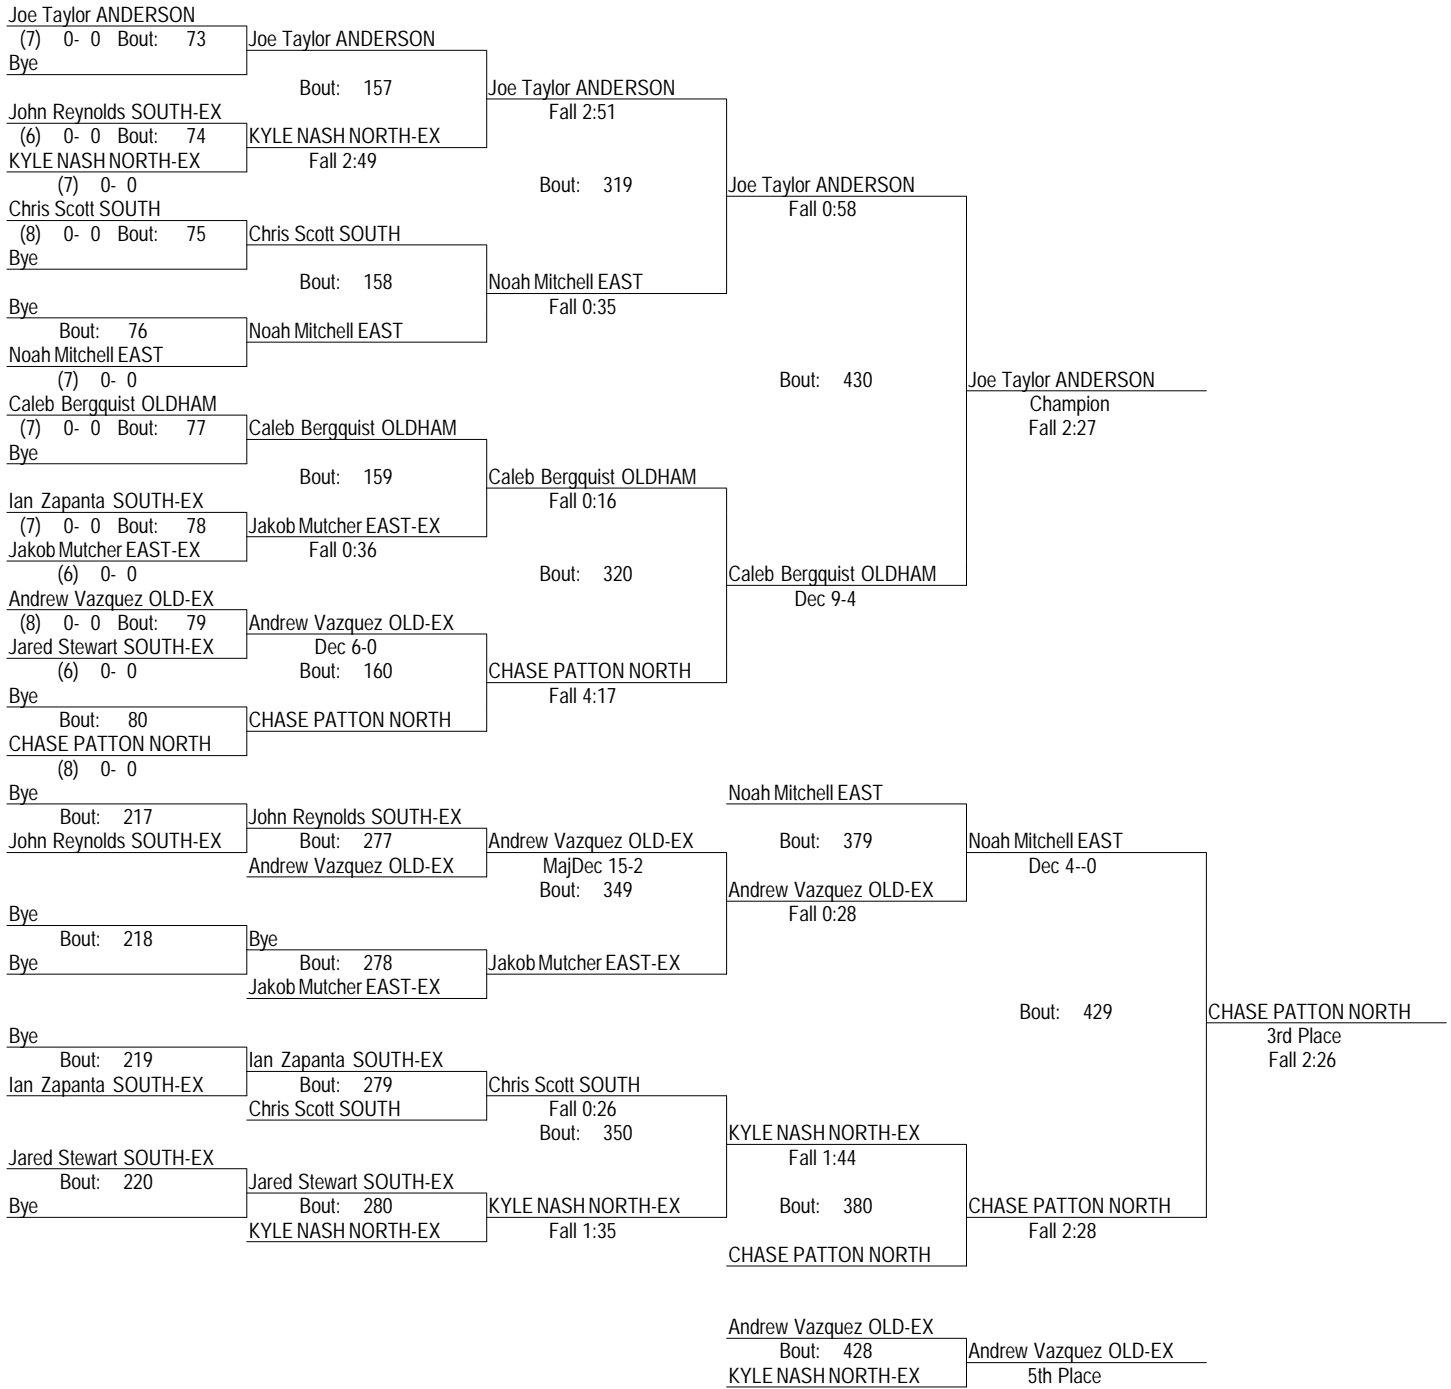 Joe Taylor ANDERSON
(7) 0- 0 Bout: 73 Joe Taylor ANDERSON
Bye
Bout: 157 Joe Taylor ANDERSON
John Reynolds SOUTH-EX Fall 2:51
(6) 0- 0 Bout: 74 KYLE NASH NORTH-EX
KYLE NASH NORTH-EX Fall 2:49
(7) 0- 0 Bout: 319 Joe Taylor ANDERSON
Chris Scott SOUTH Fall 0:58
(8) 0- 0 Bout: 75 Chris Scott SOUTH
Bye
Bout: 158 Noah Mitchell EAST
Bye Fall 0:35
Bout: 76 Noah Mitchell EAST
Noah Mitchell EAST
(7) 0- 0 Bout: 430 Joe Taylor ANDERSON
Caleb Bergquist OLDHAM Champion
(7) 0- 0 Bout: 77 Caleb Bergquist OLDHAM Fall 2:27
Bye
Bout: 159 Caleb Bergquist OLDHAM
Ian Zapanta SOUTH-EX Fall 0:16
(7) 0- 0 Bout: 78 Jakob Mutcher EAST-EX
Jakob Mutcher EAST-EX Fall 0:36
(6) 0- 0 Bout: 320 Caleb Bergquist OLDHAM
Andrew Vazquez OLD-EX Dec 9-4
(8) 0- 0 Bout: 79 Andrew Vazquez OLD-EX
Jared Stewart SOUTH-EX Dec 6-0
(6) 0- 0 Bout: 160 CHASE PATTON NORTH
Bye Fall 4:17
Bout: 80 CHASE PATTON NORTH
CHASE PATTON NORTH
(8) 0- 0
Bye Noah Mitchell EAST
Bout: 217 John Reynolds SOUTH-EX
John Reynolds SOUTH-EX Bout: 277 Andrew Vazquez OLD-EX Bout: 379 Noah Mitchell EAST
Andrew Vazquez OLD-EX MajDec 15-2 Dec 4--0
Bout: 349 Andrew Vazquez OLD-EX
Bye Fall 0:28
Bout: 218 Bye
Bye Bout: 278 Jakob Mutcher EAST-EX
Jakob Mutcher EAST-EX
Bout: 429 CHASE PATTON NORTH
Bye 3rd Place
Bout: 219 Ian Zapanta SOUTH-EX Fall 2:26
Ian Zapanta SOUTH-EX Bout: 279 Chris Scott SOUTH
Chris Scott SOUTH Fall 0:26
Bout: 350 KYLE NASH NORTH-EX
Jared Stewart SOUTH-EX Fall 1:44
Bout: 220 Jared Stewart SOUTH-EX
Bye Bout: 280 KYLE NASH NORTH-EX Bout: 380 CHASE PATTON NORTH
KYLE NASH NORTH-EX Fall 1:35 Fall 2:28
CHASE PATTON NORTH
Andrew Vazquez OLD-EX
Bout: 428 Andrew Vazquez OLD-EX
KYLE NASH NORTH-EX 5th Place